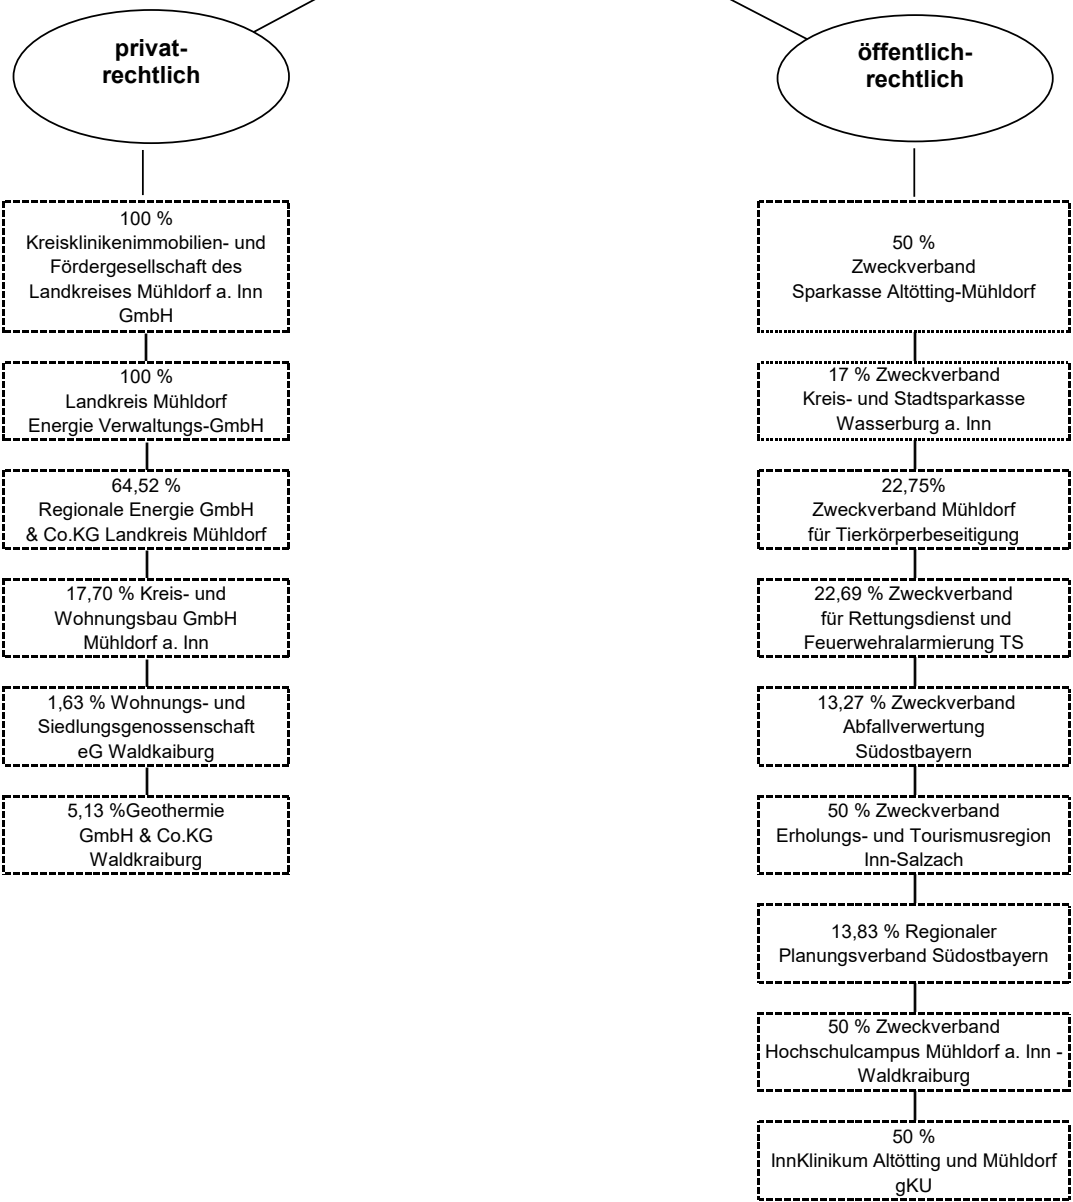 privat-
rechtlich
100 %
Kreisklinikenimmobilien- und
Fördergesellschaft des
Landkreises Mühldorf a. Inn
GmbH
100 %
Landkreis Mühldorf
Energie Verwaltungs-GmbH
64,52 %
Regionale Energie GmbH
& Co.KG Landkreis Mühldorf
17,70 % Kreis- und
Wohnungsbau GmbH
Mühldorf a. Inn
1,63 % Wohnungs- und
Siedlungsgenossenschaft
eG Waldkaiburg
5,13 %Geothermie
GmbH & Co.KG
Waldkraiburg
öffentlich-
rechtlich
50 %
Zweckverband
Sparkasse Altötting-Mühldorf
17 % Zweckverband
Kreis- und Stadtsparkasse
Wasserburg a. Inn
22,75%
Zweckverband Mühldorf
für Tierkörperbeseitigung
22,69 % Zweckverband
für Rettungsdienst und
Feuerwehralarmierung TS
13,27 % Zweckverband
Abfallverwertung
Südostbayern
50 % Zweckverband
Erholungs- und Tourismusregion
Inn-Salzach
13,83 % Regionaler
Planungsverband Südostbayern
50 % Zweckverband
Hochschulcampus Mühldorf a. Inn -
Waldkraiburg
50 %
InnKlinikum Altötting und Mühldorf
gKU